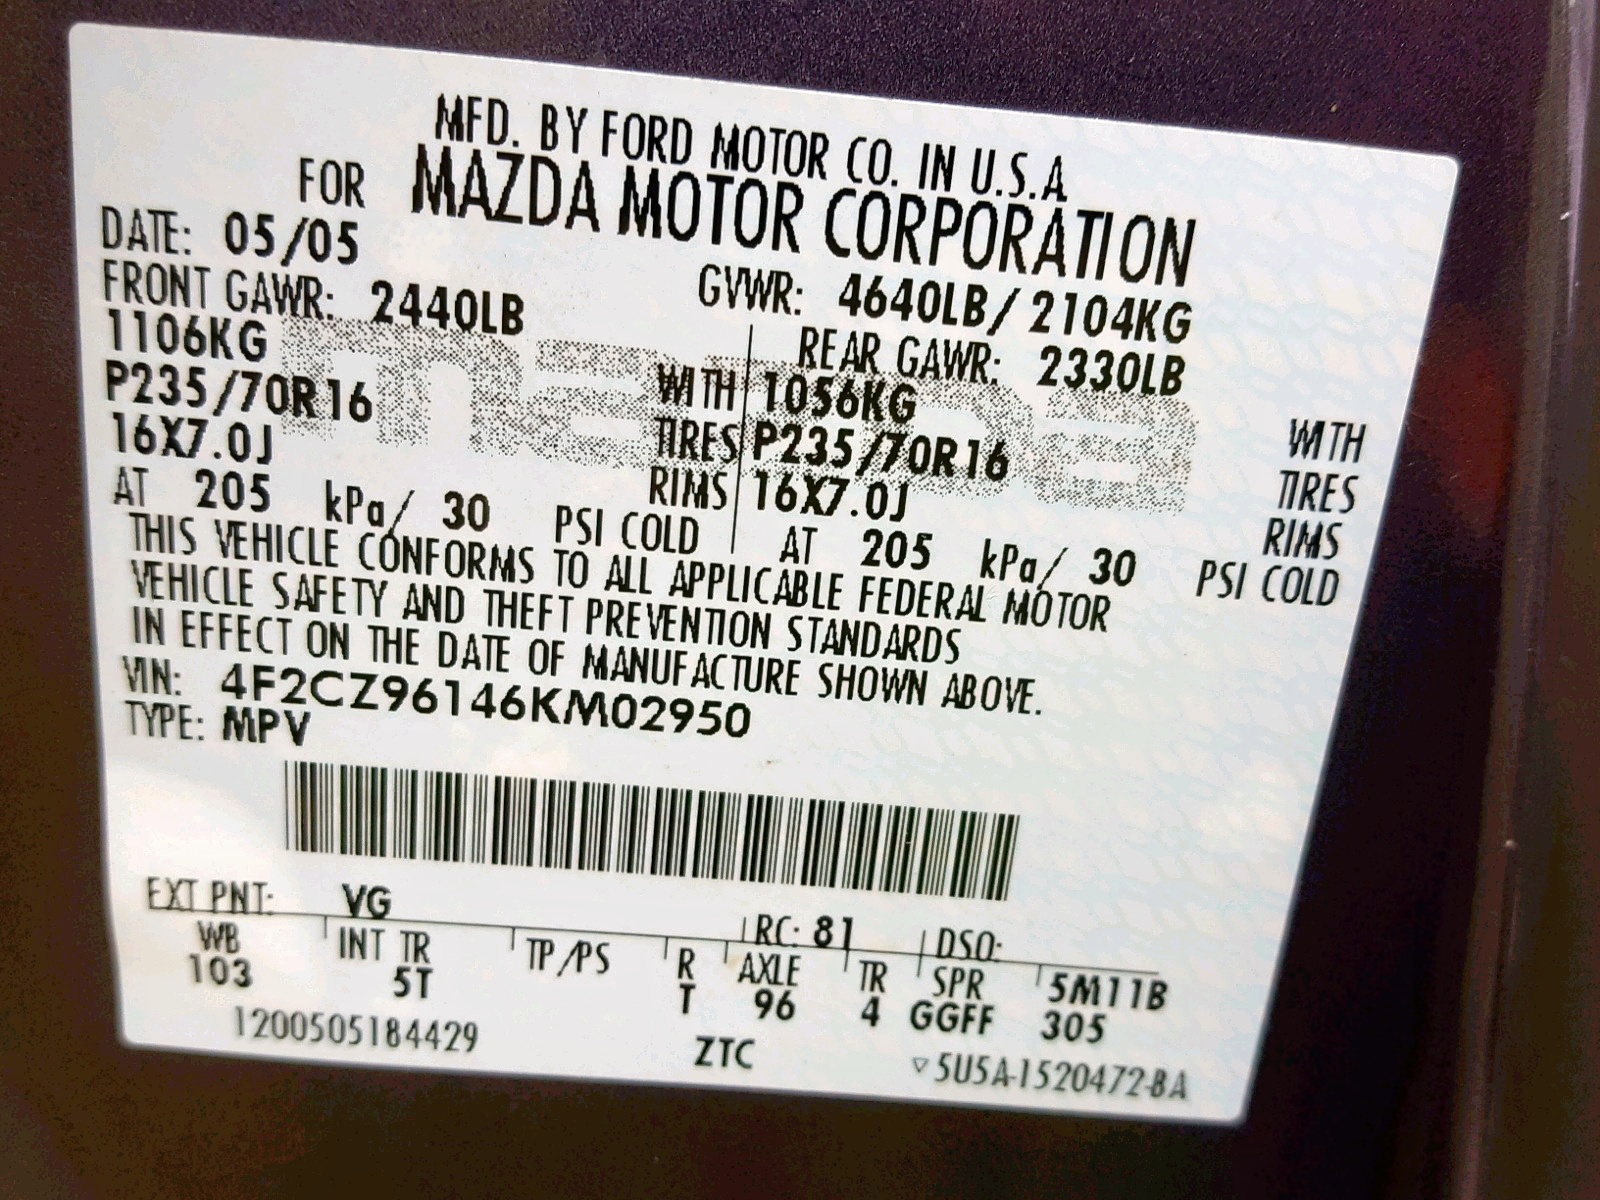 MFD. BY FORD MOTOR CO. IN U.S.A
FOR MAZDA MOTOR CORPORATION
DATE: 05/05 GVWR: 4640LB/2104KG
FRONT GAWR: 2440LB REAR GAWR: 2330LB
1106KG WITH 1056KG WITH
P235/70R16 TIRES P235/70R16 TIRES
16X7.0J RIMS 16X7.0J RIMS
AT 205 kPa/ 30 PSI COLD AT 205 kPa/ 30 PSI COLD
THIS VEHICLE CONFORMS TO ALL APPLICABLE FEDERAL MOTOR
VEHICLE SAFETY AND THEFT PREVENTION STANDARDS
IN EFFECT ON THE DATE OF MANUFACTURE SHOWN ABOVE.
VIN: 4F2CZ96146KM02950
TYPE: MPV
mazda
EXT PNT: VG RC: 81 DSO:
WB INT TR TP/PS R AXLE TR SPR 5M11B
103 5T T 96 4 GGFF 305
1200505184429 ZTC ▽5U5A-1520472-BA